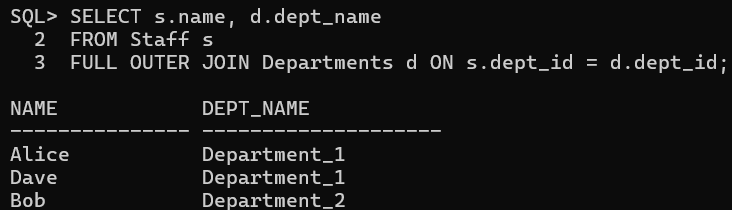 SQL> SELECT s.name, d.dept_name
  2  FROM Staff s
  3  FULL OUTER JOIN Departments d ON s.dept_id = d.dept_id;
NAME            DEPT_NAME
--------------- --------------------
Alice           Department_1
Dave            Department_1
Bob             Department_2